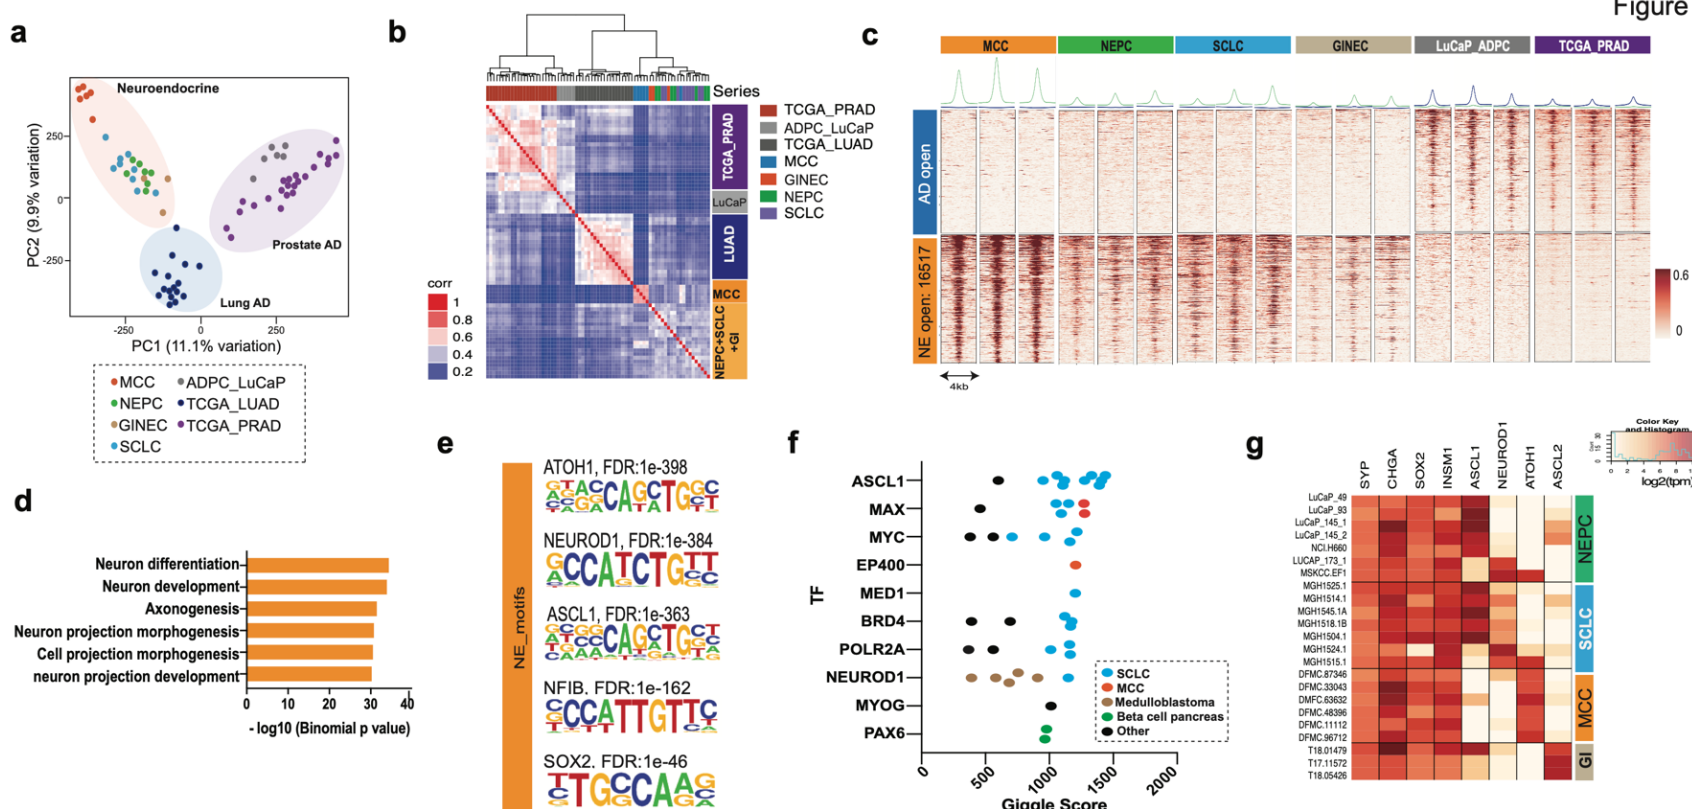 Figure
a
Neuroendocrine
Prostate AD
Lung AD
PC2 (9.9% variation)
250
0
-250
-250
0
250
PC1 (11.1% variation)
MCC
ADPC_LuCaP
NEPC
TCGA_LUAD
GINEC
TCGA_PRAD
SCLC
b
Series
TCGA_PRAD
ADPC_LuCaP
TCGA_LUAD
MCC
GINEC
NEPC
SCLC
TCGA_PRAD
LuCaP
LUAD
MCC
NEPC+SCLC
+GI
corr
1
0.8
0.6
0.4
0.2
c
MCC
NEPC
SCLC
GINEC
LuCaP_ADPC
TCGA_PRAD
AD open
NE open: 16517
4kb
0.6
0
d
Neuron differentiation
Neuron development
Axonogenesis
Neuron projection morphogenesis
Cell projection morphogenesis
neuron projection development
0
10
20
30
40
- log10 (Binomial p value)
e
NE_motifs
ATOH1, FDR:1e-398
NEUROD1, FDR:1e-384
ASCL1, FDR:1e-363
NFIB. FDR:1e-162
SOX2. FDR:1e-46
f
TF
ASCL1
MAX
MYC
EP400
MED1
BRD4
POLR2A
NEUROD1
MYOG
PAX6
SCLC
MCC
Medulloblastoma
Beta cell pancreas
Other
0
500
1000
1500
2000
Giggle Score
g
SYP
CHGA
SOX2
INSM1
ASCL1
NEUROD1
ATOH1
ASCL2
Color Key
and Histogram
Count
0
2
4
6
8
log2(tpm)
LuCaP_49
LuCaP_93
LuCaP_145_1
LuCaP_145_2
NCI.H660
LUCAP_173_1
MSKCC.EF1
MGH1525.1
MGH1514.1
MGH1545.1A
MGH1518.1B
MGH1504.1
MGH1524.1
MGH1515.1
DFMC.87346
DFMC.33043
DMFC.63632
DFMC.48396
DFMC.11112
DFMC.96712
T18.01479
T17.11572
T18.05426
NEPC
SCLC
MCC
GI